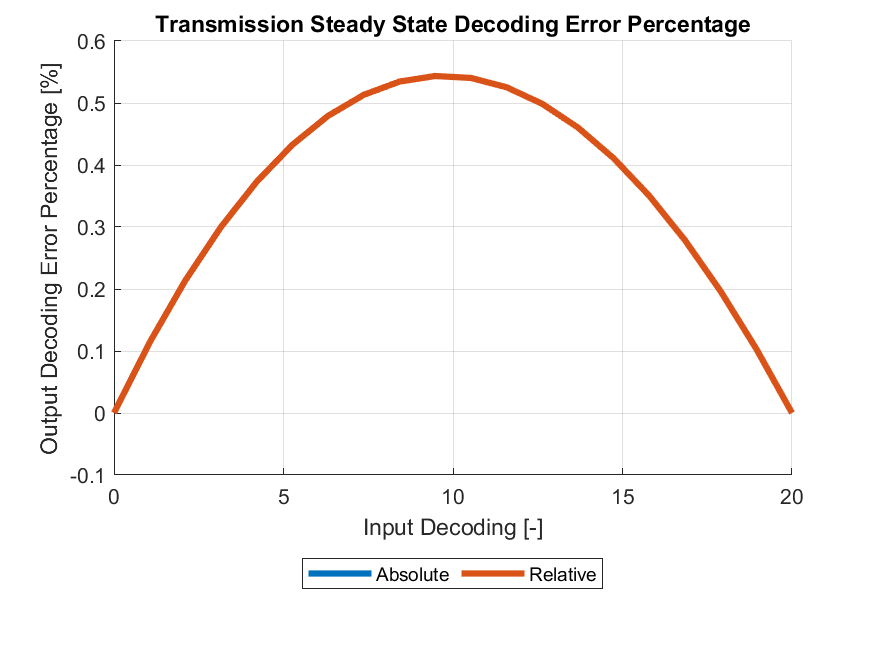 Transmission Steady State Decoding Error Percentage
Output Decoding Error Percentage [%]
0.6
0.5
0.4
0.3
0.2
0.1
0
-0.1
0 5 10 15 20
Input Decoding [-]
Absolute Relative